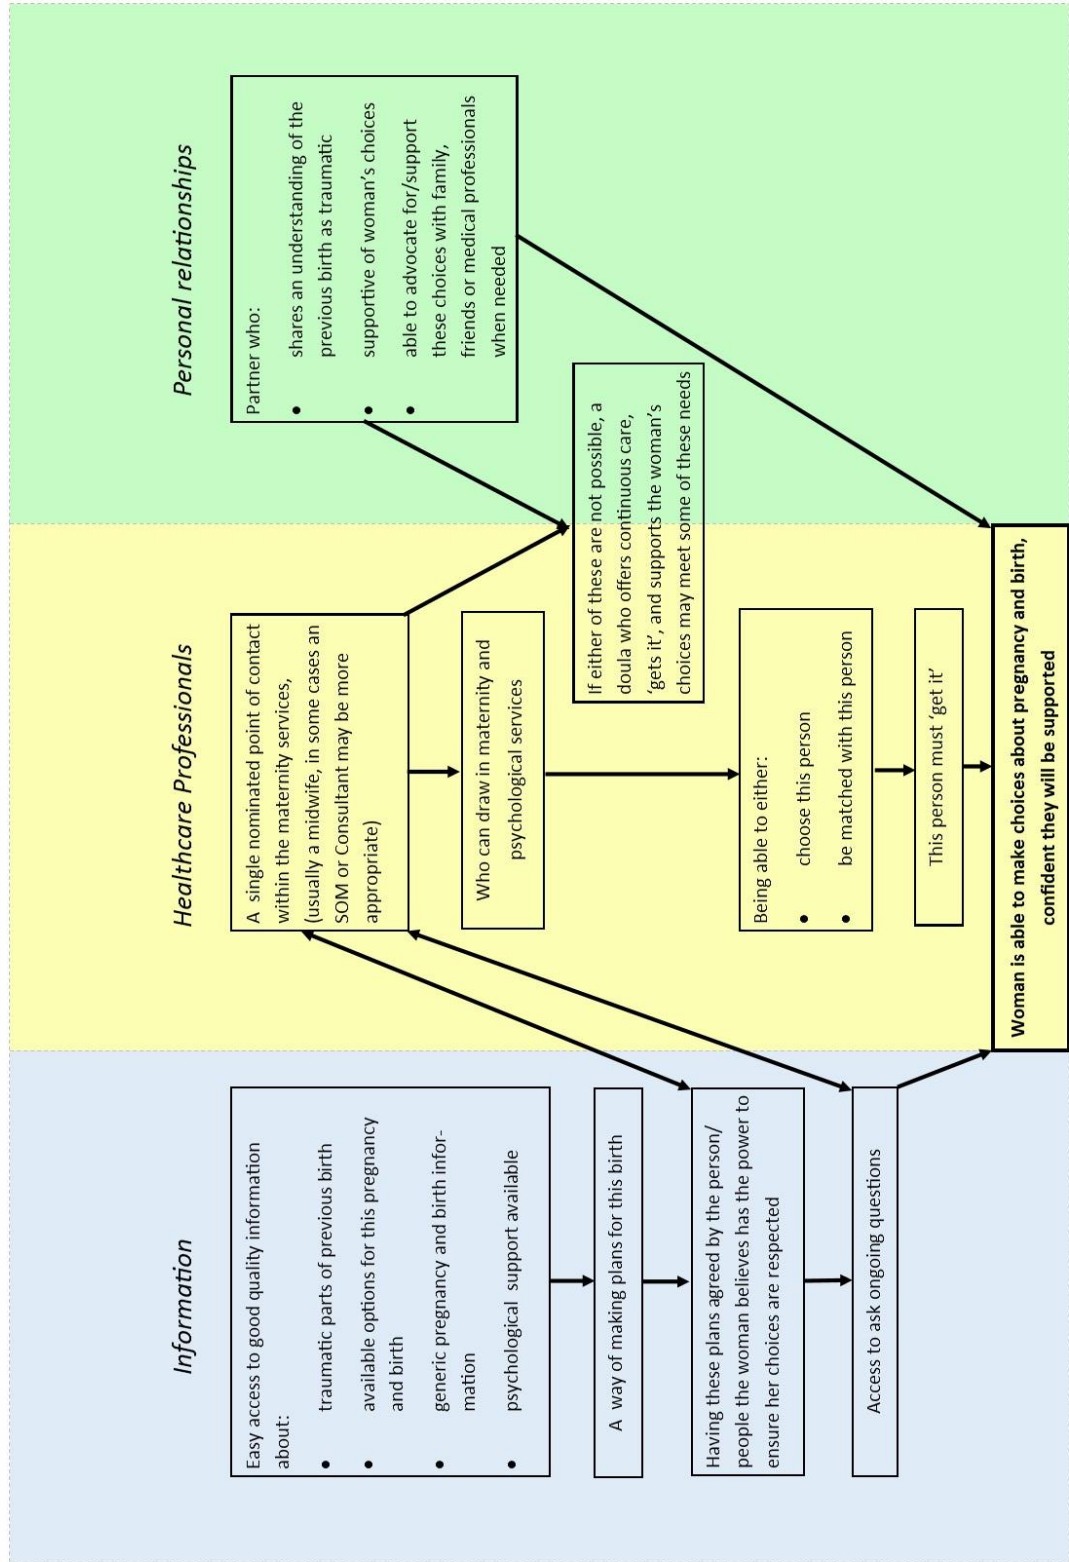 Information
Easy access to good quality information
about:
• traumatic parts of previous birth
• available options for this pregnancy
and birth
• generic pregnancy and birth infor-
mation
• psychological support available
A way of making plans for this birth
Having these plans agreed by the person/
people the woman believes has the power to
ensure her choices are respected
Access to ask ongoing questions
Healthcare Professionals
A single nominated point of contact
within the maternity services,
(usually a midwife, in some cases an
SOM or Consultant may be more
appropriate)
Who can draw in maternity and
psychological services
Being able to either:
• choose this person
• be matched with this person
This person must ‘get it’
Personal relationships
Partner who:
• shares an understanding of the
previous birth as traumatic
• supportive of woman’s choices
• able to advocate for/support
these choices with family,
friends or medical professionals
when needed
If either of these are not possible, a
doula who offers continuous care,
‘gets it’, and supports the woman’s
choices may meet some of these needs
Woman is able to make choices about pregnancy and birth,
confident they will be supported